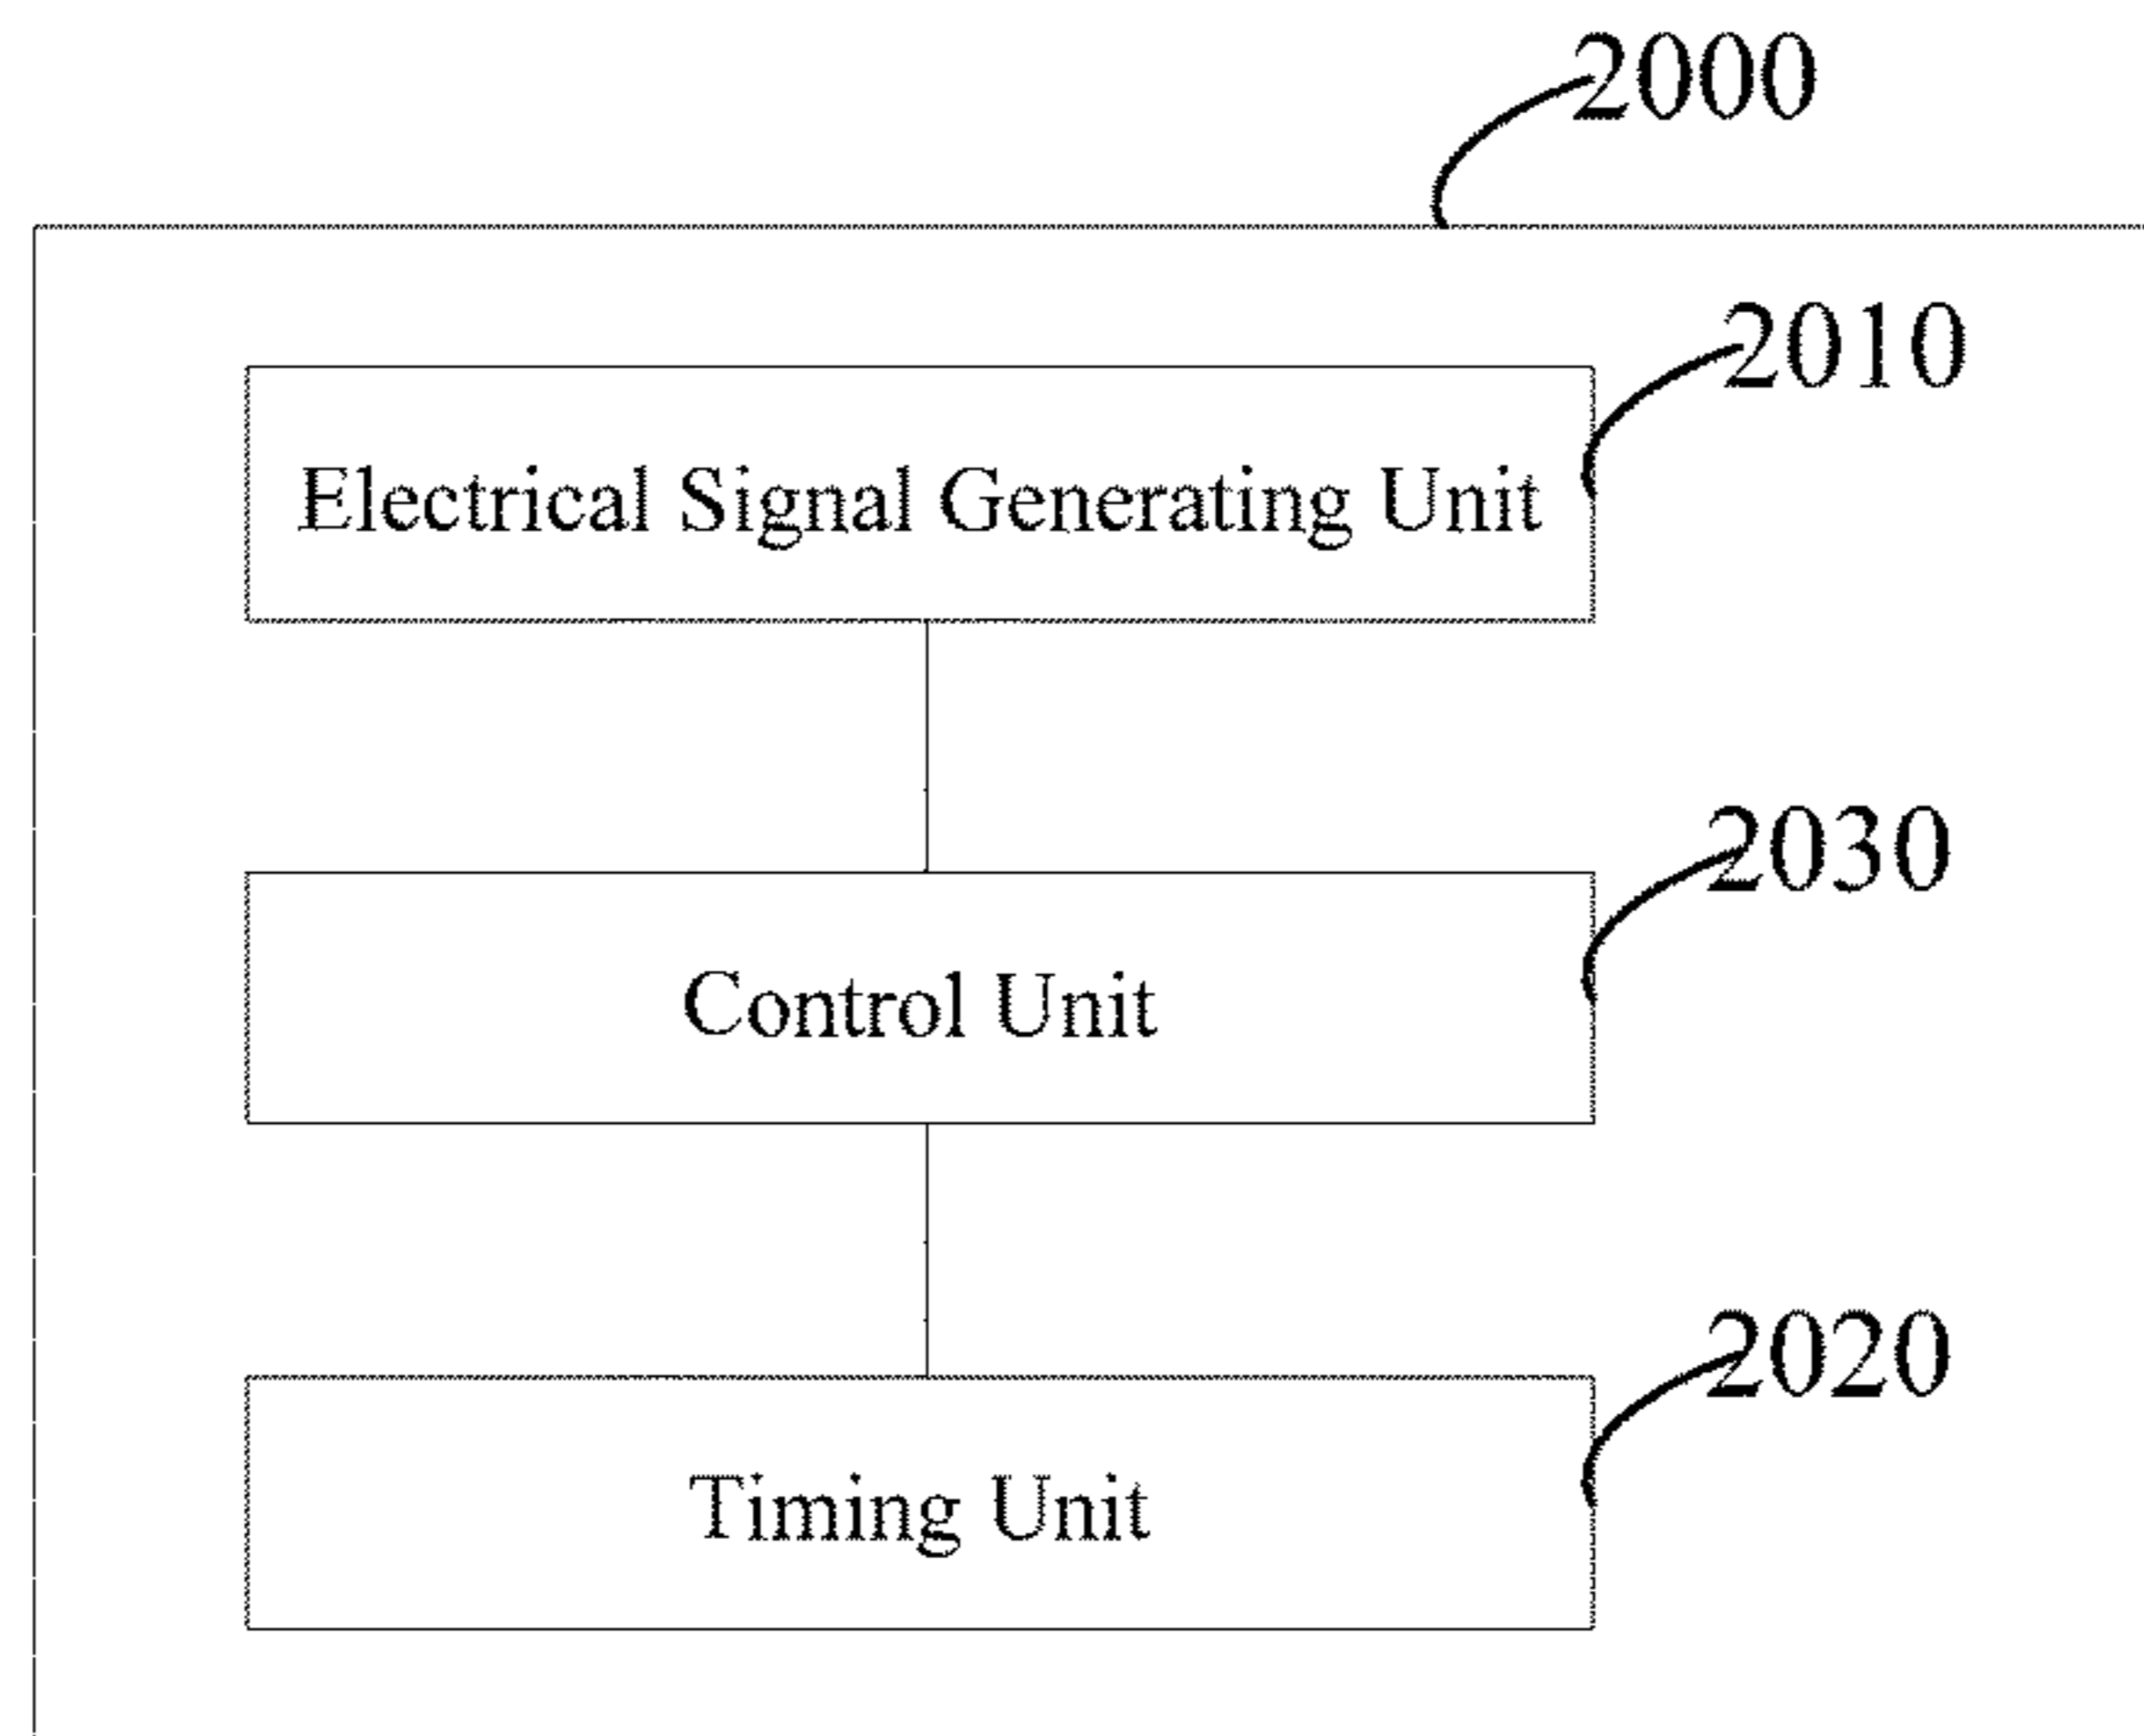 2000
2010
Electrical Signal Generating Unit
2030
Control Unit
2020
Timing Unit